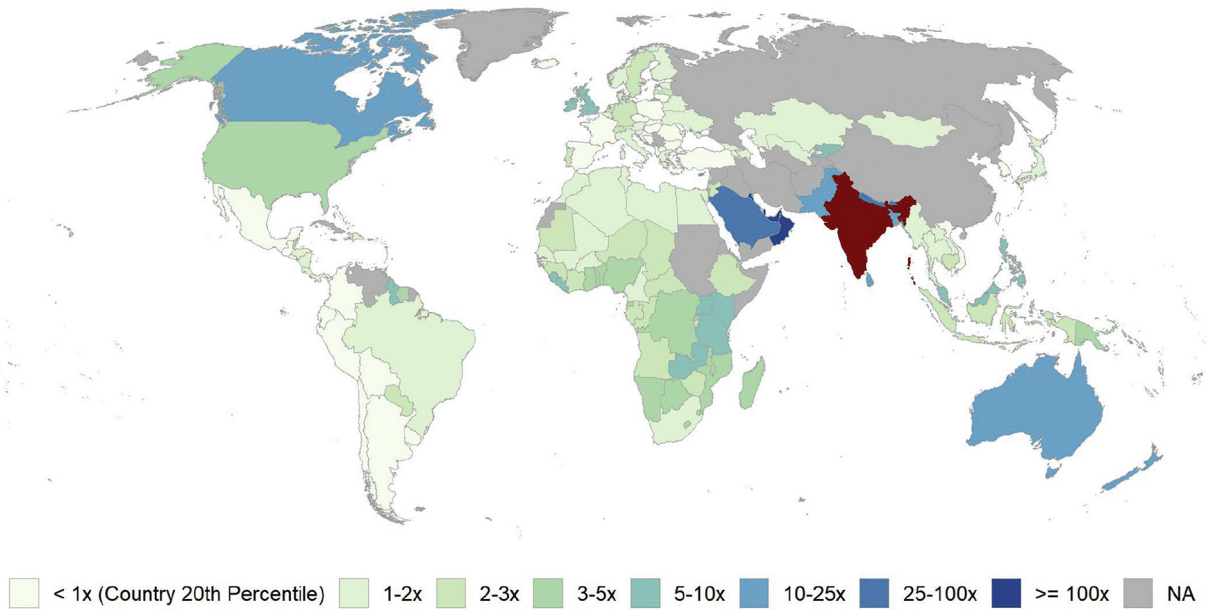 < 1x (Country 20th Percentile) 1-2x 2-3x 3-5x 5-10x 10-25x 25-100x >= 100x NA